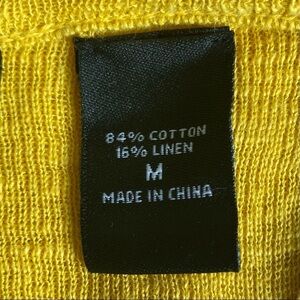 84% COTTON
16% LINEN
M
MADE IN CHINA